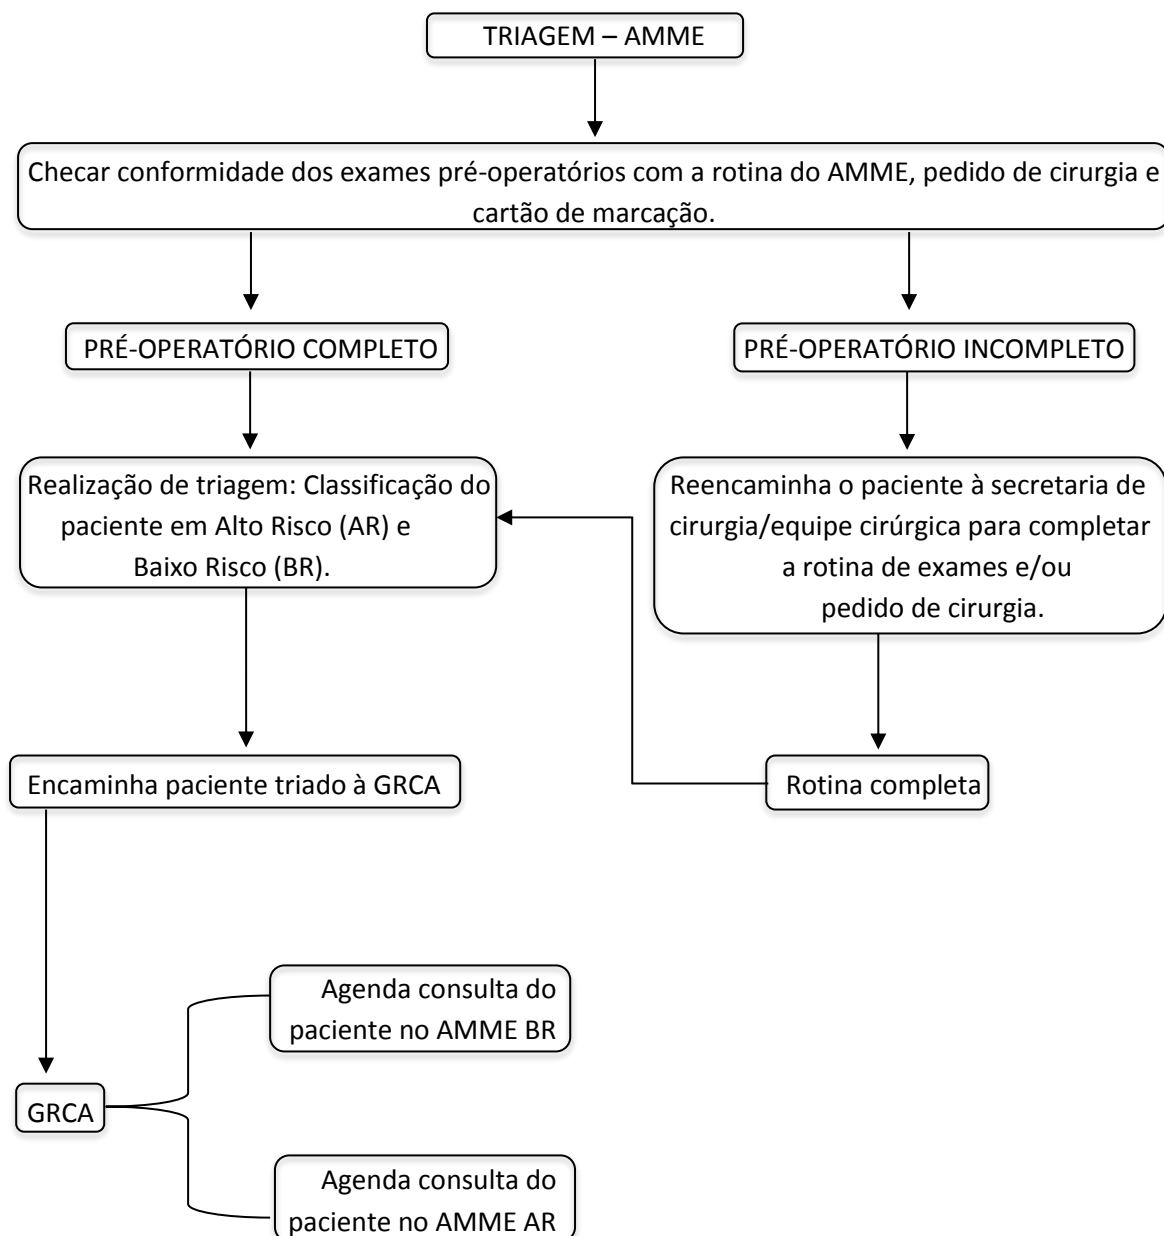 TRIAGEM – AMME
Checar conformidade dos exames pré-operatórios com a rotina do AMME, pedido de cirurgia e
cartão de marcação.
PRÉ-OPERATÓRIO COMPLETO
PRÉ-OPERATÓRIO INCOMPLETO
Realização de triagem: Classificação do
paciente em Alto Risco (AR) e
Baixo Risco (BR).
Reencaminha o paciente à secretaria de
cirurgia/equipe cirúrgica para completar
a rotina de exames e/ou
pedido de cirurgia.
Encaminha paciente triado à GRCA
Rotina completa
Agenda consulta do
paciente no AMME BR
GRCA
Agenda consulta do
paciente no AMME AR